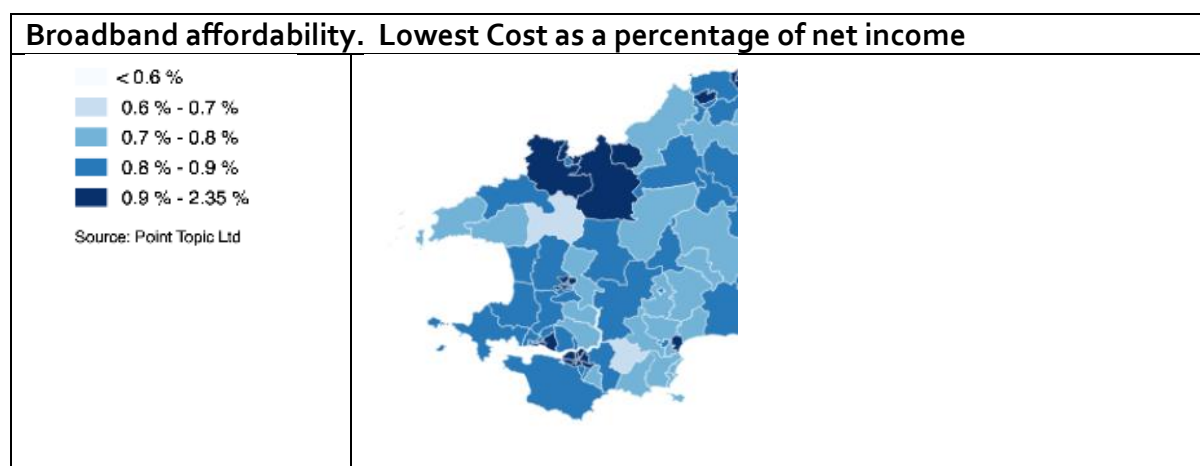 Broadband affordability. Lowest Cost as a percentage of net income
< 0.6 %
0.6 % - 0.7 %
0.7 % - 0.8 %
0.8 % - 0.9 %
0.9 % - 2.35 %
Source: Point Topic Ltd